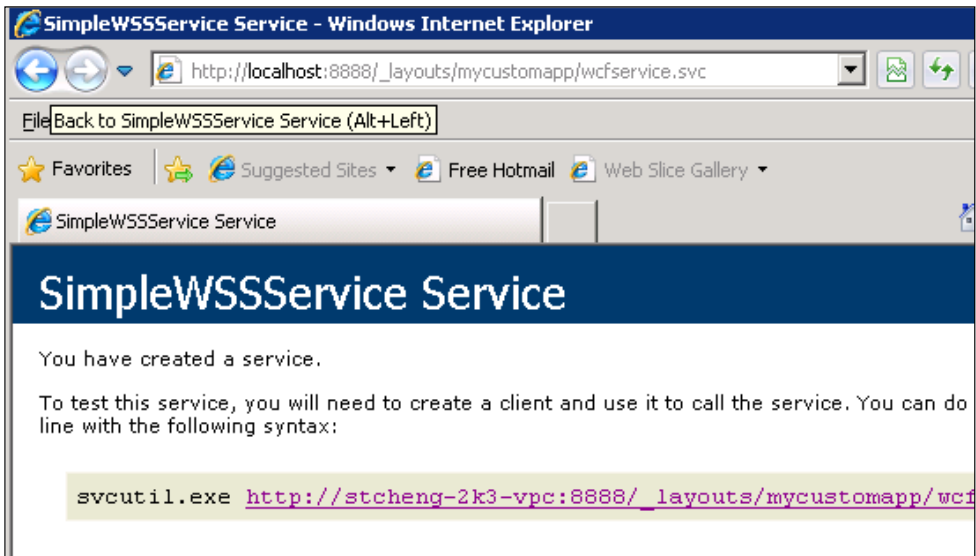 SimpleWSSService Service - Windows Internet Explorer
http://localhost:8888/_layouts/mycustomapp/wcfservice.svc
File Back to SimpleWSSService Service (Alt+Left)
Favorites Suggested Sites Free Hotmail Web Slice Gallery
SimpleWSSService Service
SimpleWSSService Service
You have created a service.
To test this service, you will need to create a client and use it to call the service. You can do
line with the following syntax:
svcutil.exe http://stcheng-2k3-vpc:8888/_layouts/mycustomapp/wcf